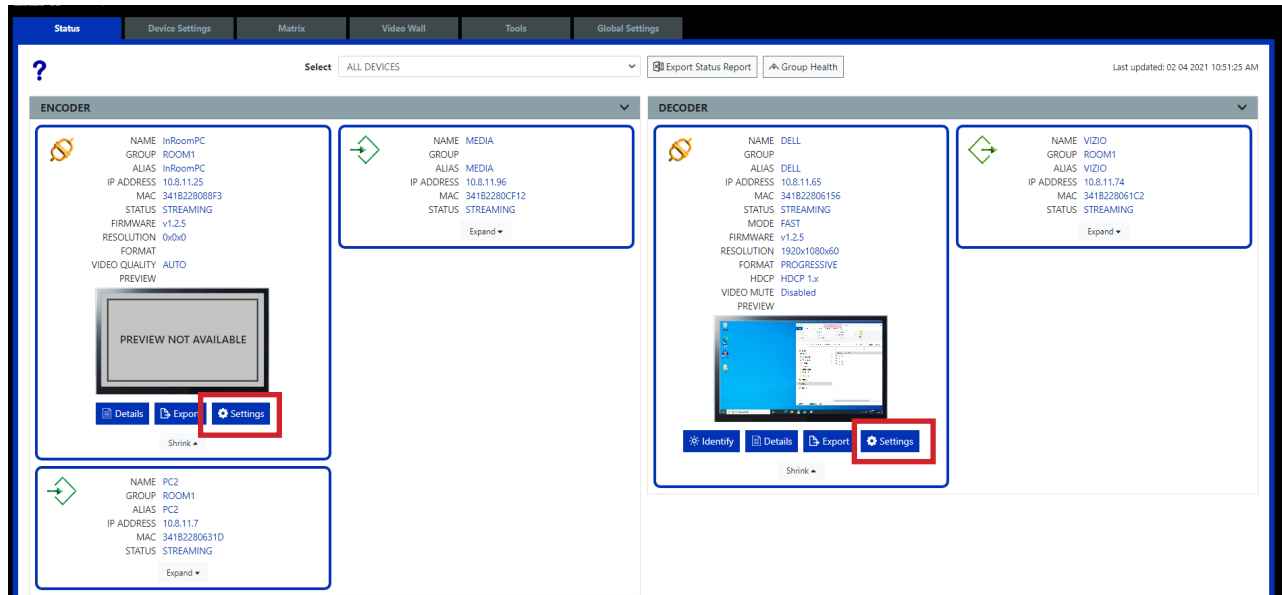 Status Device Settings Matrix Video Wall Tools Global Settings
? Select ALL DEVICES Export Status Report Group Health Last updated: 02 04 2021 10:51:25 AM
ENCODER
NAME InRoomPC
GROUP ROOM1
ALIAS InRoomPC
IP ADDRESS 10.8.11.25
MAC 341B228088F3
STATUS STREAMING
FIRMWARE v1.2.5
RESOLUTION 0x0x0
FORMAT
VIDEO QUALITY AUTO
PREVIEW
PREVIEW NOT AVAILABLE
Details Export Settings
Shrink
NAME MEDIA
GROUP
ALIAS MEDIA
IP ADDRESS 10.8.11.96
MAC 341B2280CF12
STATUS STREAMING
Expand
NAME PC2
GROUP ROOM1
ALIAS PC2
IP ADDRESS 10.8.11.7
MAC 341B2280631D
STATUS STREAMING
Expand
DECODER
NAME DELL
GROUP
ALIAS DELL
IP ADDRESS 10.8.11.65
MAC 341B22806156
STATUS STREAMING
MODE FAST
FIRMWARE v1.2.5
RESOLUTION 1920x1080x60
FORMAT PROGRESSIVE
HDCP HDCP 1.x
VIDEO MUTE Disabled
PREVIEW
Identify Details Export Settings
Shrink
NAME VIZIO
GROUP ROOM1
ALIAS VIZIO
IP ADDRESS 10.8.11.74
MAC 341B228061C2
STATUS STREAMING
Expand